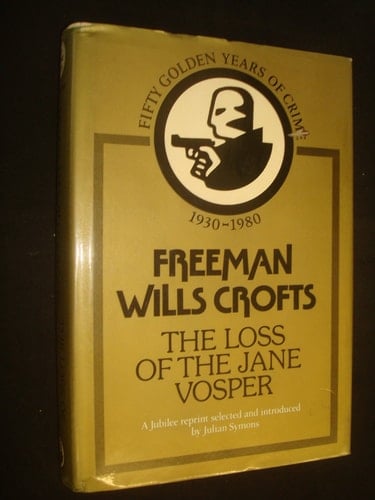 FIFTY GOLDEN YEARS OF CRIME
1930-1980
FREEMAN
WILLS CROFTS
THE LOSS
OF THE JANE
VOSPER
A Jubilee reprint selected and introduced
by Julian Symons